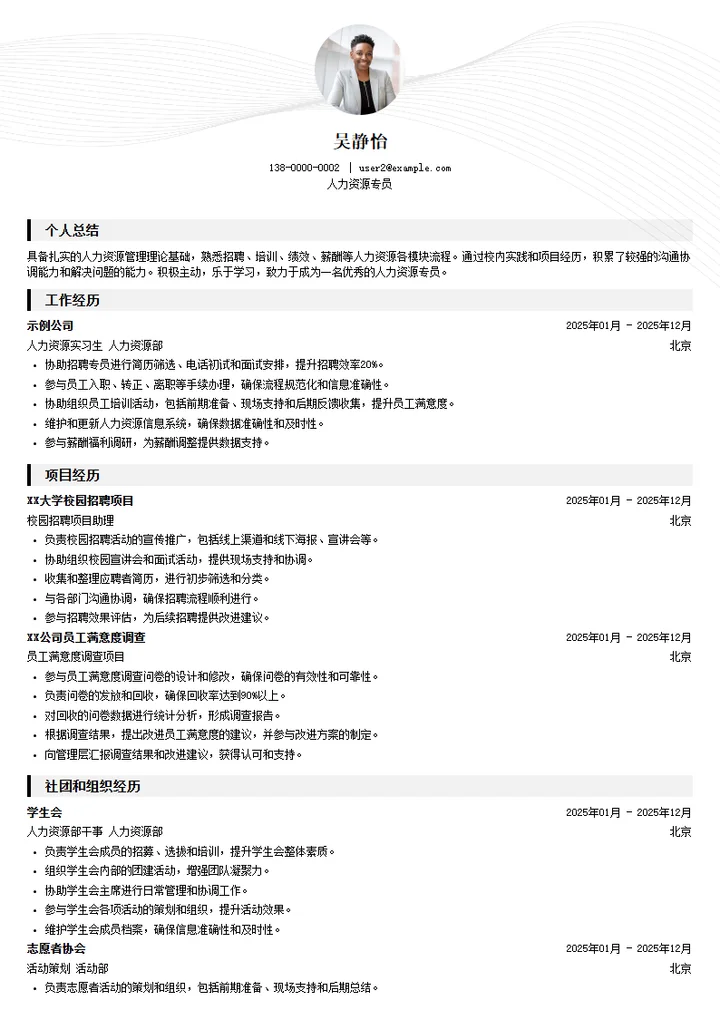 吴静怡
138-0000-0002 | user2@example.com
人力资源专员
个人总结
具备扎实的人力资源管理理论基础，熟悉招聘、培训、绩效、薪酬等人力资源各模块流程。通过校内实践和项目经历，积累了较强的沟通协
调能力和解决问题的能力。积极主动，乐于学习，致力于成为一名优秀的人力资源专员。
工作经历
示例公司 2025年01月 - 2025年12月
人力资源实习生 人力资源部 北京
• 协助招聘专员进行简历筛选、电话初试和面试安排，提升招聘效率20%。
• 参与员工入职、转正、离职等手续办理，确保流程规范化和信息准确性。
• 协助组织员工培训活动，包括前期准备、现场支持和后期反馈收集，提升员工满意度。
• 维护和更新人力资源信息系统，确保数据准确性和及时性。
• 参与薪酬福利调研，为薪酬调整提供数据支持。
项目经历
XX大学校园招聘项目 2025年01月 - 2025年12月
校园招聘项目助理 北京
• 负责校园招聘活动的宣传推广，包括线上渠道和线下海报、宣讲会等。
• 协助组织校园宣讲会和面试活动，提供现场支持和协调。
• 收集和整理应聘者简历，进行初步筛选和分类。
• 与各部门沟通协调，确保招聘流程顺利进行。
• 参与招聘效果评估，为后续招聘提供改进建议。
XX公司员工满意度调查 2025年01月 - 2025年12月
员工满意度调查项目 北京
• 参与员工满意度调查问卷的设计和修改，确保问卷的有效性和可靠性。
• 负责问卷的发放和回收，确保回收率达到90%以上。
• 对回收的问卷数据进行统计分析，形成调查报告。
• 根据调查结果，提出改进员工满意度的建议，并参与改进方案的制定。
• 向管理层汇报调查结果和改进建议，获得认可和支持。
社团和组织经历
学生会 2025年01月 - 2025年12月
人力资源部干事 人力资源部 北京
• 负责学生会成员的招募、选拔和培训，提升学生会整体素质。
• 组织学生会内部的团建活动，增强团队凝聚力。
• 协助学生会主席进行日常管理和协调工作。
• 参与学生会各项活动的策划和组织，提升活动效果。
• 维护学生会成员档案，确保信息准确性和及时性。
志愿者协会 2025年01月 - 2025年12月
活动策划 活动部 北京
• 负责志愿者活动的策划和组织，包括前期准备、现场支持和后期总结。